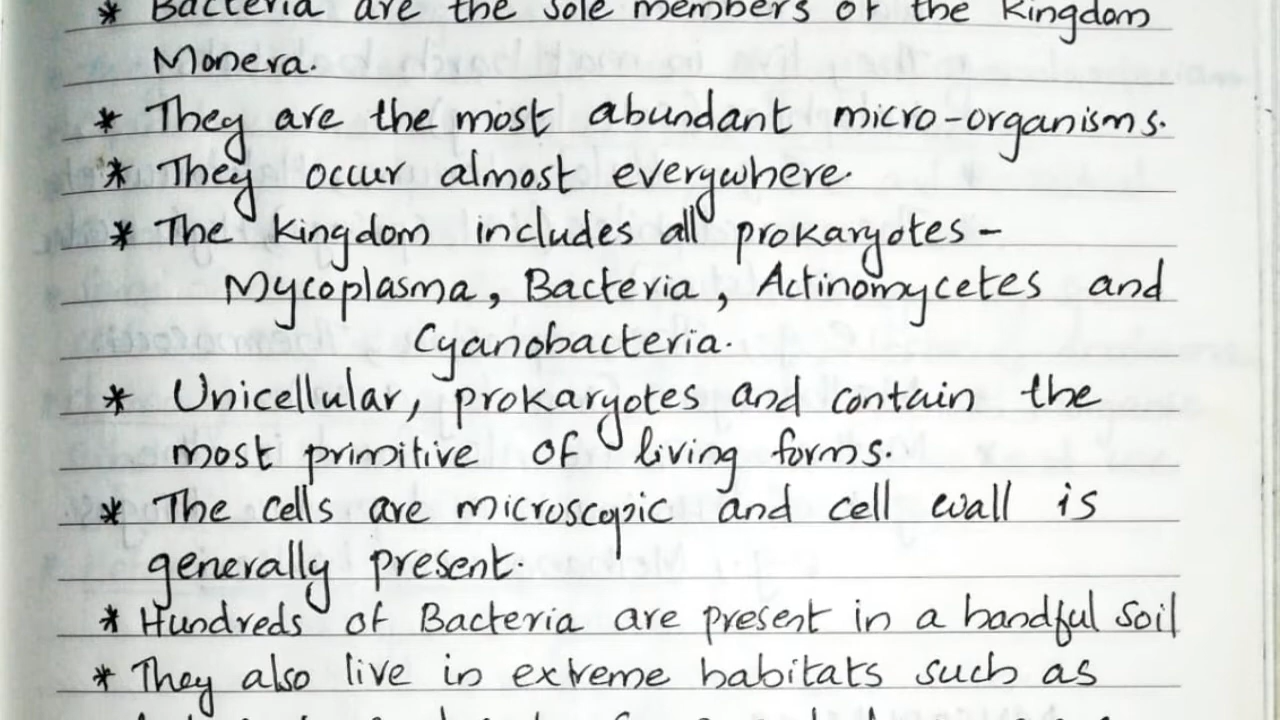 * Bacteria are the sole members of the Kingdom
Monera.
* They are the most abundant micro-organisms.
* They occur almost everywhere.
* The Kingdom includes all prokaryotes -
Mycoplasma, Bacteria, Actinomycetes and
Cyanobacteria.
* Unicellular, prokaryotes and contain the
most primitive of living forms.
* The cells are microscopic and cell wall is
generally present.
* Hundreds of Bacteria are present in a handful soil
* They also live in extreme habitats such as